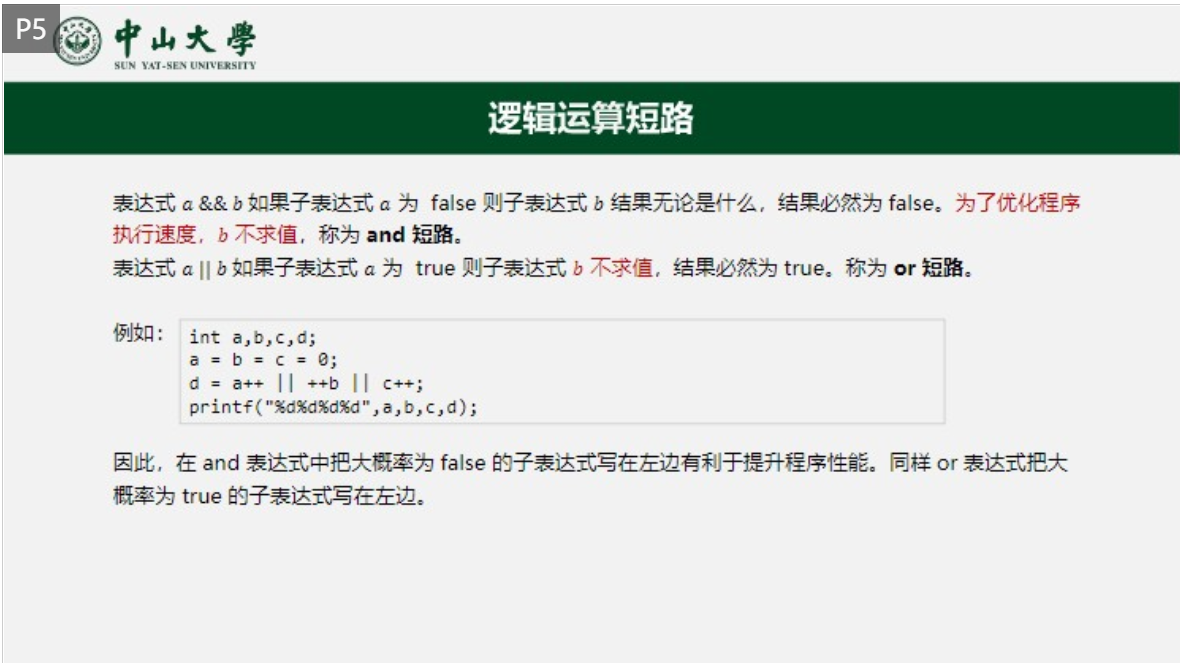 P5
中山大學
SUN YAT-SEN UNIVERSITY
逻辑运算短路
表达式 a && b 如果子表达式 a 为 false 则子表达式 b 结果无论是什么，结果必然为 false。为了优化程序
执行速度，b 不求值，称为 and 短路。
表达式 a || b 如果子表达式 a 为 true 则子表达式 b 不求值，结果必然为 true。称为 or 短路。
例如：
int a,b,c,d;
a = b = c = 0;
d = a++ || ++b || c++;
printf("%d%d%d%d",a,b,c,d);
因此，在 and 表达式中把大概率为 false 的子表达式写在左边有利于提升程序性能。同样 or 表达式把大
概率为 true 的子表达式写在左边。